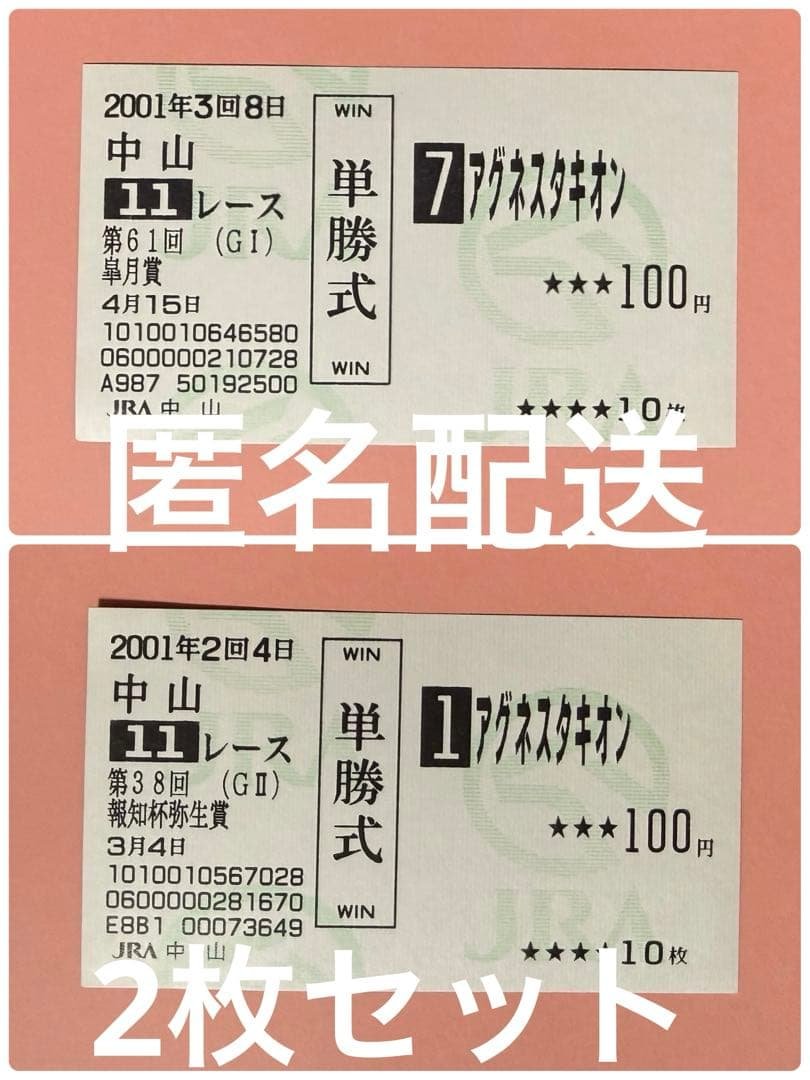 2001年3回8日
中山
11レース
第61回 (GⅠ)
皐月賞
4月15日
1010010646580
0600000210728
A987 50192500
JRA 中 山
WIN
単勝式
WIN
7 アグネスタキオン
★★★100円
★★★★10枚
匿名配送
2001年2回4日
中山
11レース
第38回 (GⅡ)
報知杯弥生賞
3月4日
1010010567028
0600000281670
E8B1 00073649
JRA 中 山
WIN
単勝式
WIN
1 アグネスタキオン
★★★100円
★★★★10枚
2枚セット